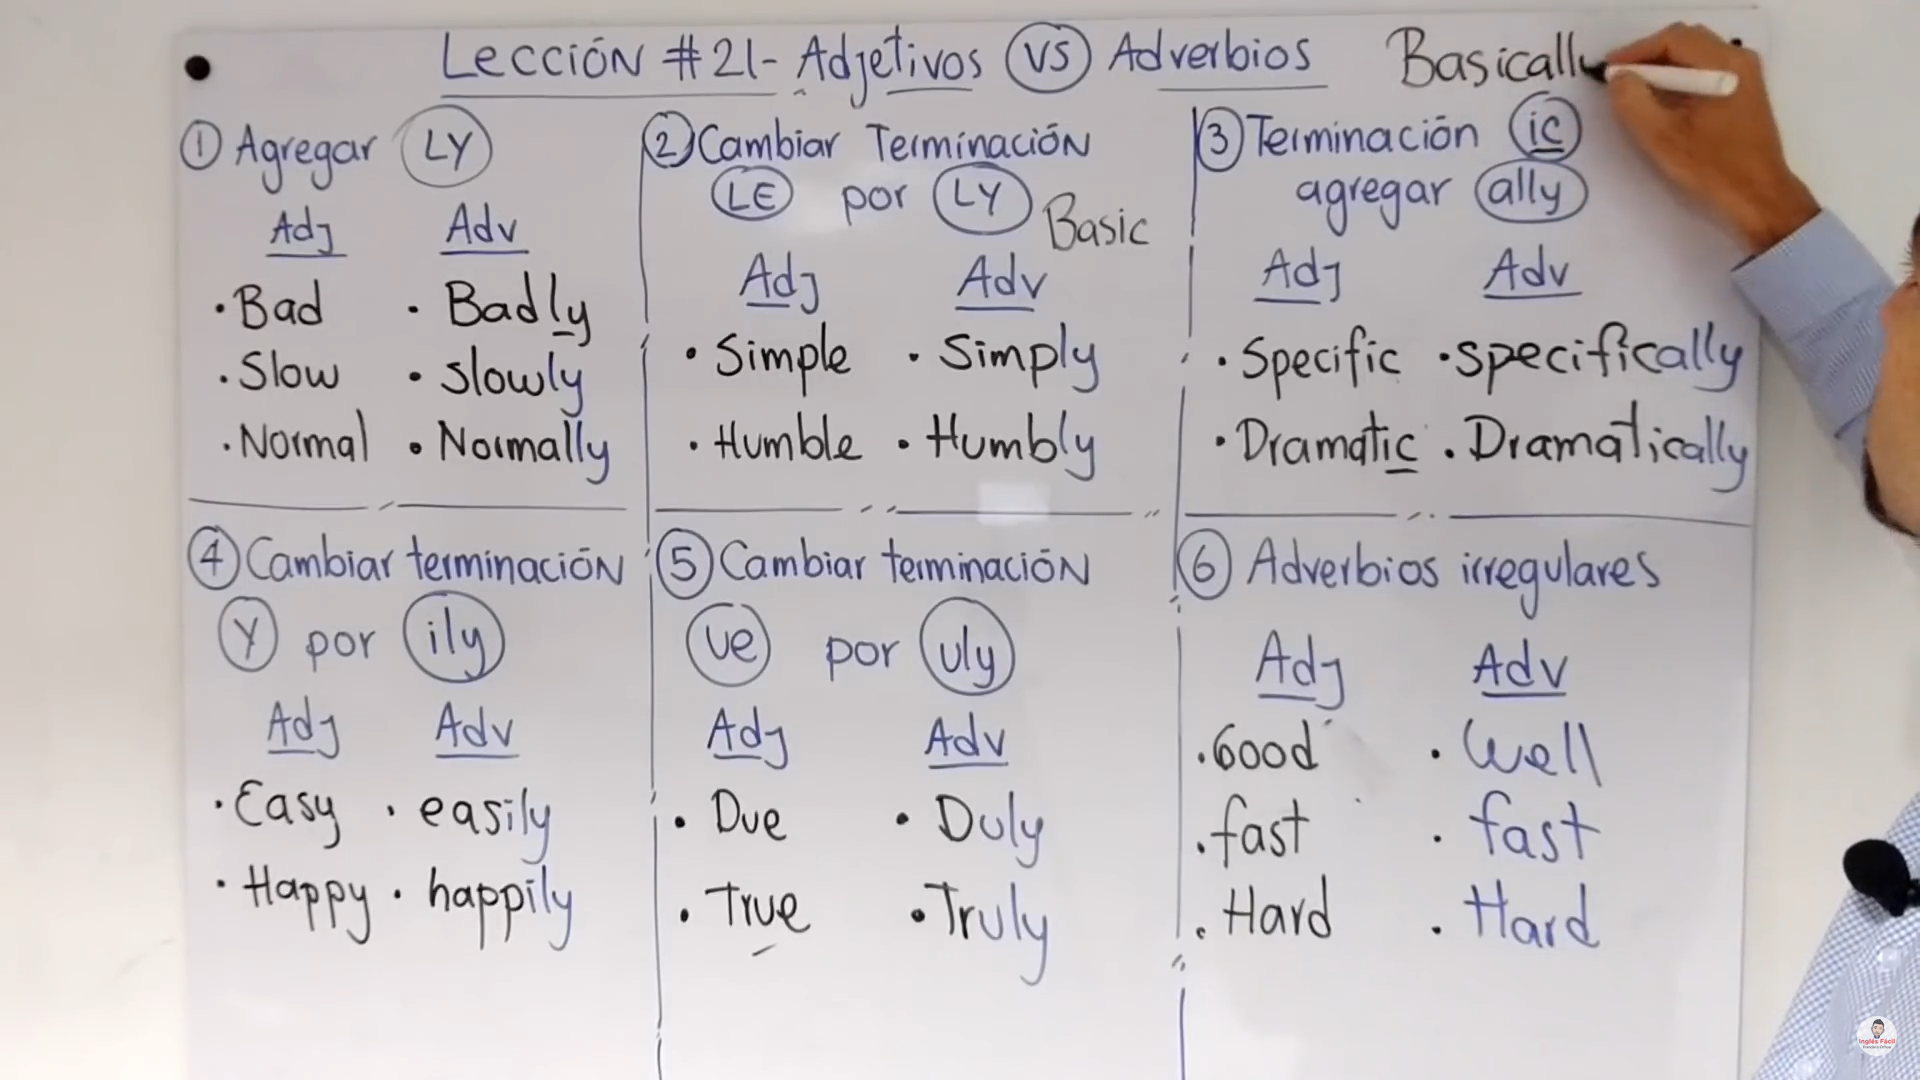 Lección #21- Adjetivos VS Adverbios
Basically
① Agregar LY
Adj Adv
· Bad · Badly
· Slow · slowly
· Normal · Normally
② Cambiar Terminación
LE por LY
Basic
Adj Adv
· Simple · Simply
· Humble · Humbly
③ Terminación ic
agregar ally
Adj Adv
· Specific · specifically
· Dramatic · Dramatically
④ Cambiar terminación
Y por ily
Adj Adv
· Easy · easily
· Happy · happily
⑤ Cambiar terminación
ue por uly
Adj Adv
· Due · Duly
· True · Truly
⑥ Adverbios irregulares
Adj Adv
· Good · Well
· fast · fast
· Hard · Hard
Inglés Fácil